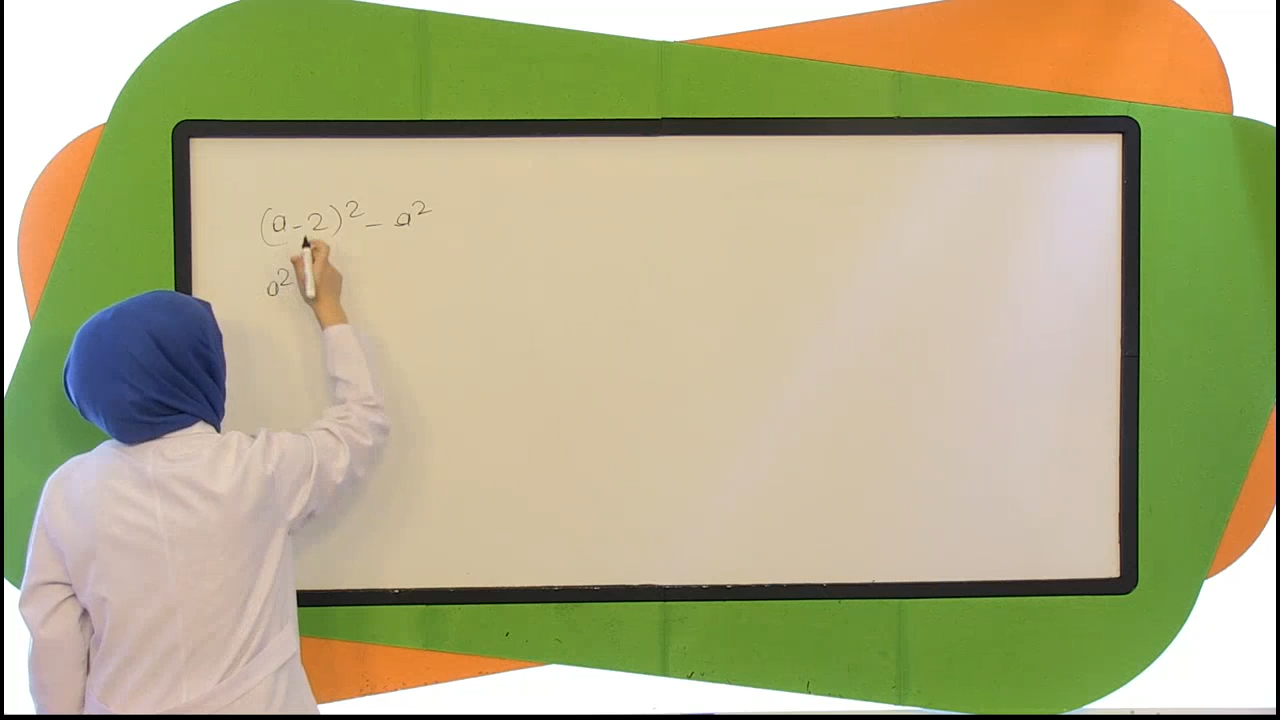 (a-2)² - a²
a²